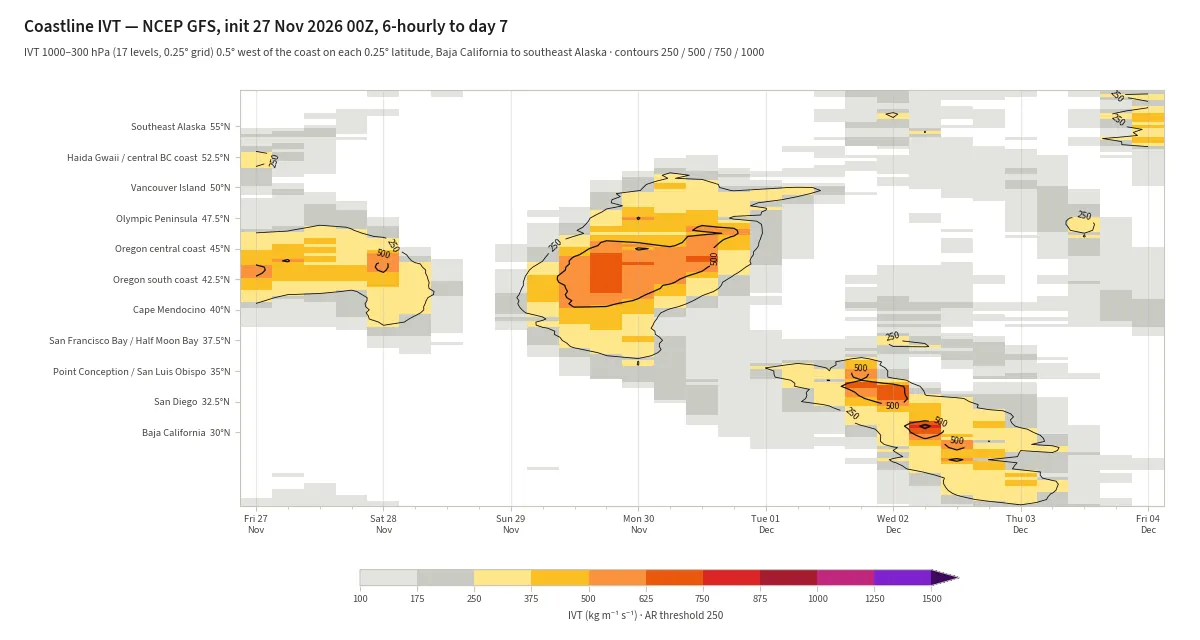 Coastline IVT — NCEP GFS, init 27 Nov 2026 00Z, 6-hourly to day 7
IVT 1000–300 hPa (17 levels, 0.25° grid) 0.5° west of the coast on each 0.25° latitude, Baja California to southeast Alaska · contours 250 / 500 / 750 / 1000
Southeast Alaska 55°N
Haida Gwaii / central BC coast 52.5°N
Vancouver Island 50°N
Olympic Peninsula 47.5°N
Oregon central coast 45°N
Oregon south coast 42.5°N
Cape Mendocino 40°N
San Francisco Bay / Half Moon Bay 37.5°N
Point Conception / San Luis Obispo 35°N
San Diego 32.5°N
Baja California 30°N
250
250
250
250
500
250
500
250
250
500
500
250
500
500
Fri 27 Sat 28 Sun 29 Mon 30 Tue 01 Wed 02 Thu 03 Fri 04
Nov Nov Nov Nov Dec Dec Dec Dec
100 175 250 375 500 625 750 875 1000 1250 1500
IVT (kg m⁻¹ s⁻¹) · AR threshold 250